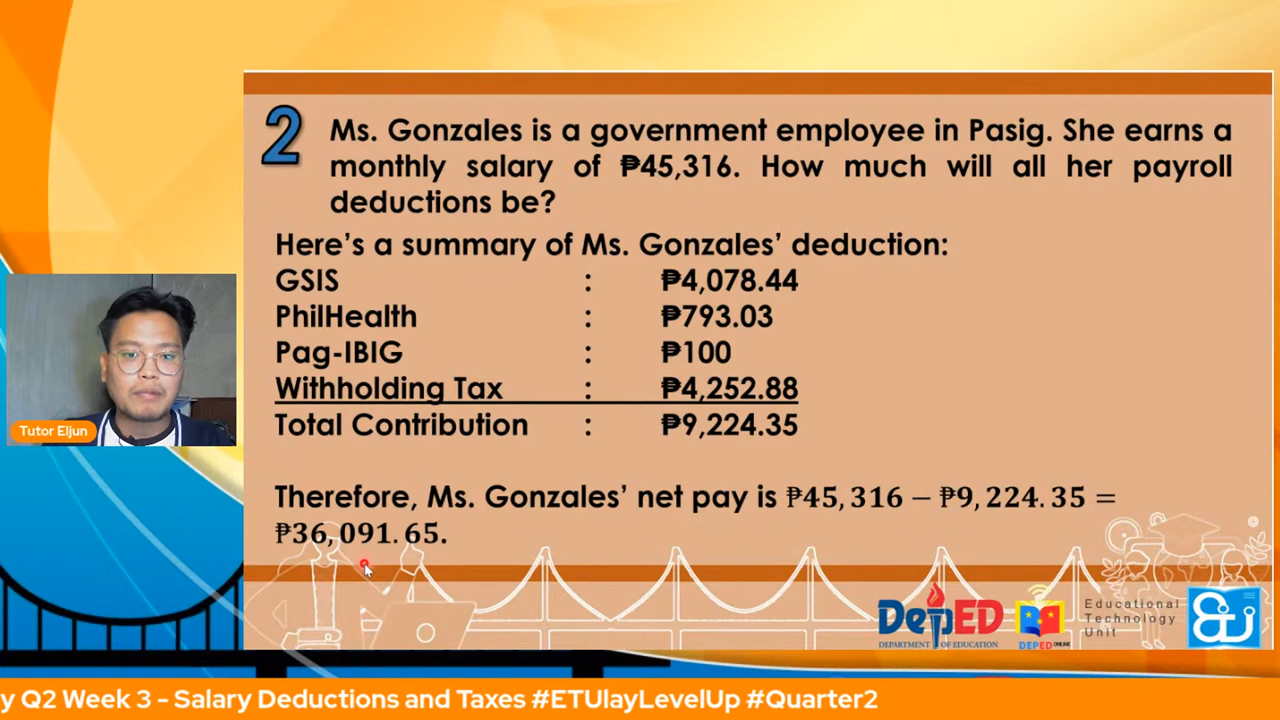 2
Ms. Gonzales is a government employee in Pasig. She earns a
monthly salary of ₱45,316. How much will all her payroll
deductions be?
Here's a summary of Ms. Gonzales' deduction:
GSIS : ₱4,078.44
PhilHealth : ₱793.03
Pag-IBIG : ₱100
Withholding Tax : ₱4,252.88
Total Contribution : ₱9,224.35
Therefore, Ms. Gonzales' net pay is ₱45,316 − ₱9,224.35 =
₱36,091.65.
Tutor Eljun
DepED
DEPARTMENT OF EDUCATION
DEPED ONLINE
Educational
Technology
Unit
y Q2 Week 3 - Salary Deductions and Taxes #ETUlayLevelUp #Quarter2